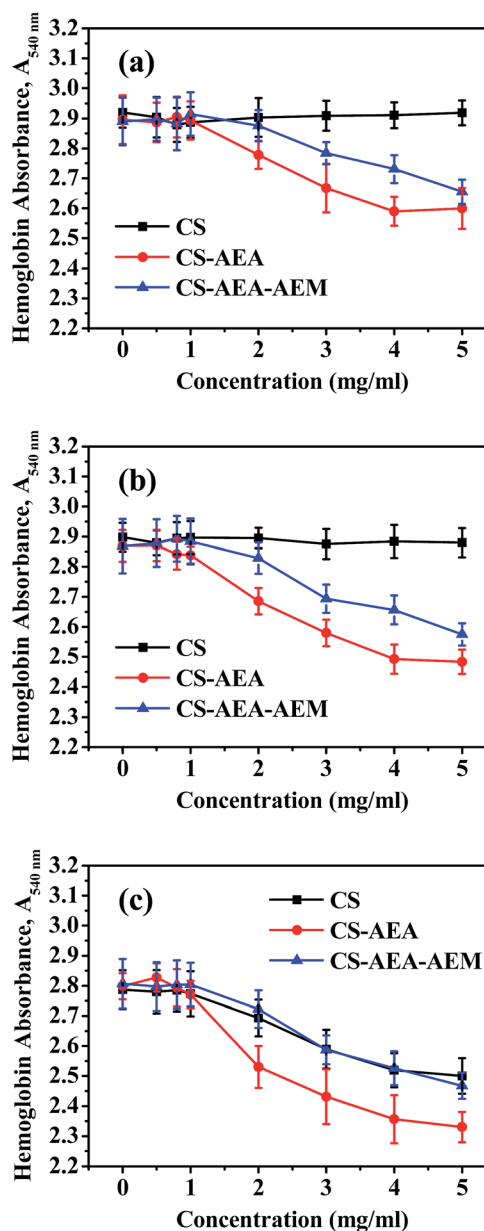 (a)
Hemoglobin Absorbance, A540 nm
3.2
3.1
3.0
2.9
2.8
2.7
2.6
2.5
2.4
2.3
2.2
CS
CS-AEA
CS-AEA-AEM
0 1 2 3 4 5
Concentration (mg/ml)
(b)
Hemoglobin Absorbance, A540 nm
3.2
3.1
3.0
2.9
2.8
2.7
2.6
2.5
2.4
2.3
2.2
CS
CS-AEA
CS-AEA-AEM
0 1 2 3 4 5
Concentration (mg/ml)
(c)
Hemoglobin Absorbance, A540 nm
3.2
3.1
3.0
2.9
2.8
2.7
2.6
2.5
2.4
2.3
2.2
CS
CS-AEA
CS-AEA-AEM
0 1 2 3 4 5
Concentration (mg/ml)